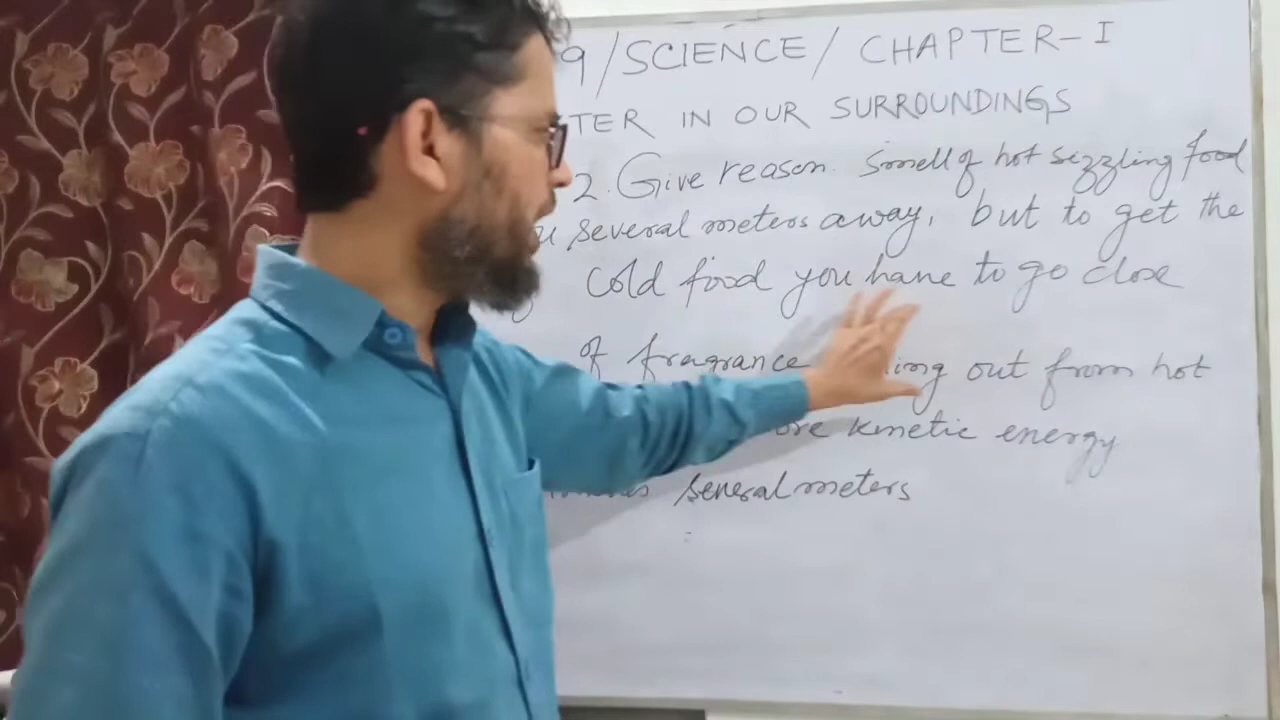 9/SCIENCE/ CHAPTER-I
TER IN OUR SURROUNDINGS
2. Give reason. Smell of hot sizzling food
several meters away, but to get the
cold food you have to go close
of fragrance out from hot
kinetic energy
several meters